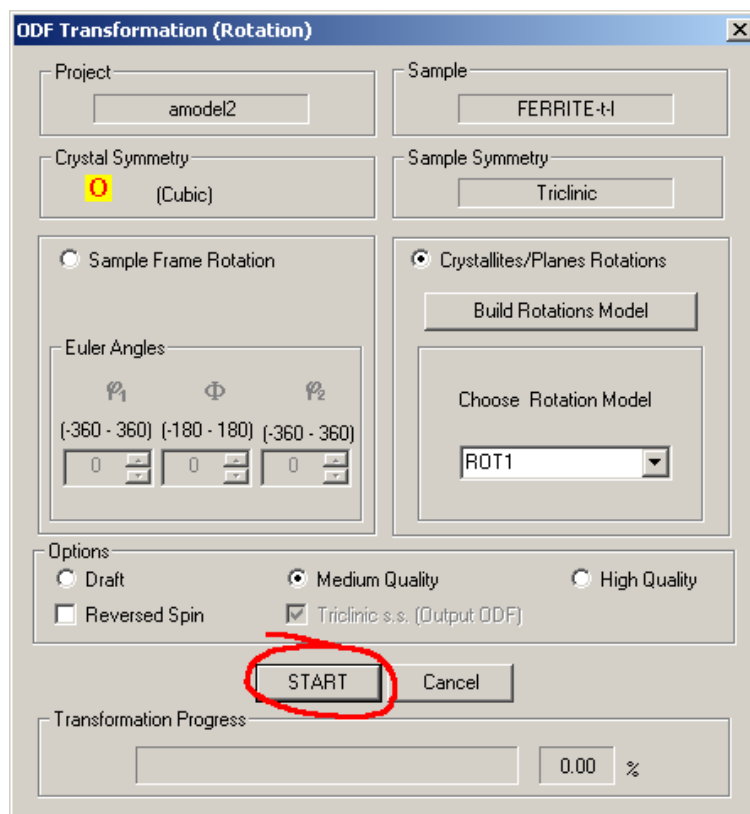 ODF Transformation (Rotation)
Project
amodel2
Sample
FERRITE-t-l
Crystal Symmetry
O (Cubic)
Sample Symmetry
Triclinic
Sample Frame Rotation
Crystallites/Planes Rotations
Build Rotations Model
Euler Angles
φ1 Φ φ2
(-360 - 360) (-180 - 180) (-360 - 360)
0 0 0
Choose Rotation Model
ROT1
Options
Draft Medium Quality High Quality
Reversed Spin Triclinic s.s. (Output ODF)
START Cancel
Transformation Progress
0.00 %